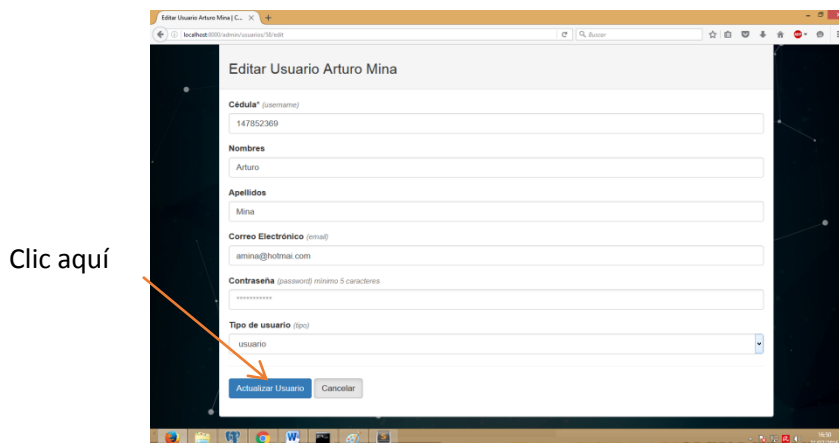 Editar Usuario Arturo Mina | C...
localhost:8000/admin/usuarios/58/edit
Buscar
Editar Usuario Arturo Mina
Cédula* (username)
147852369
Nombres
Arturo
Apellidos
Mina
Correo Electrónico (email)
amina@hotmai.com
Clic aquí
Contraseña (password) mínimo 5 caracteres
***********
Tipo de usuario (tipo)
usuario
Actualizar Usuario Cancelar